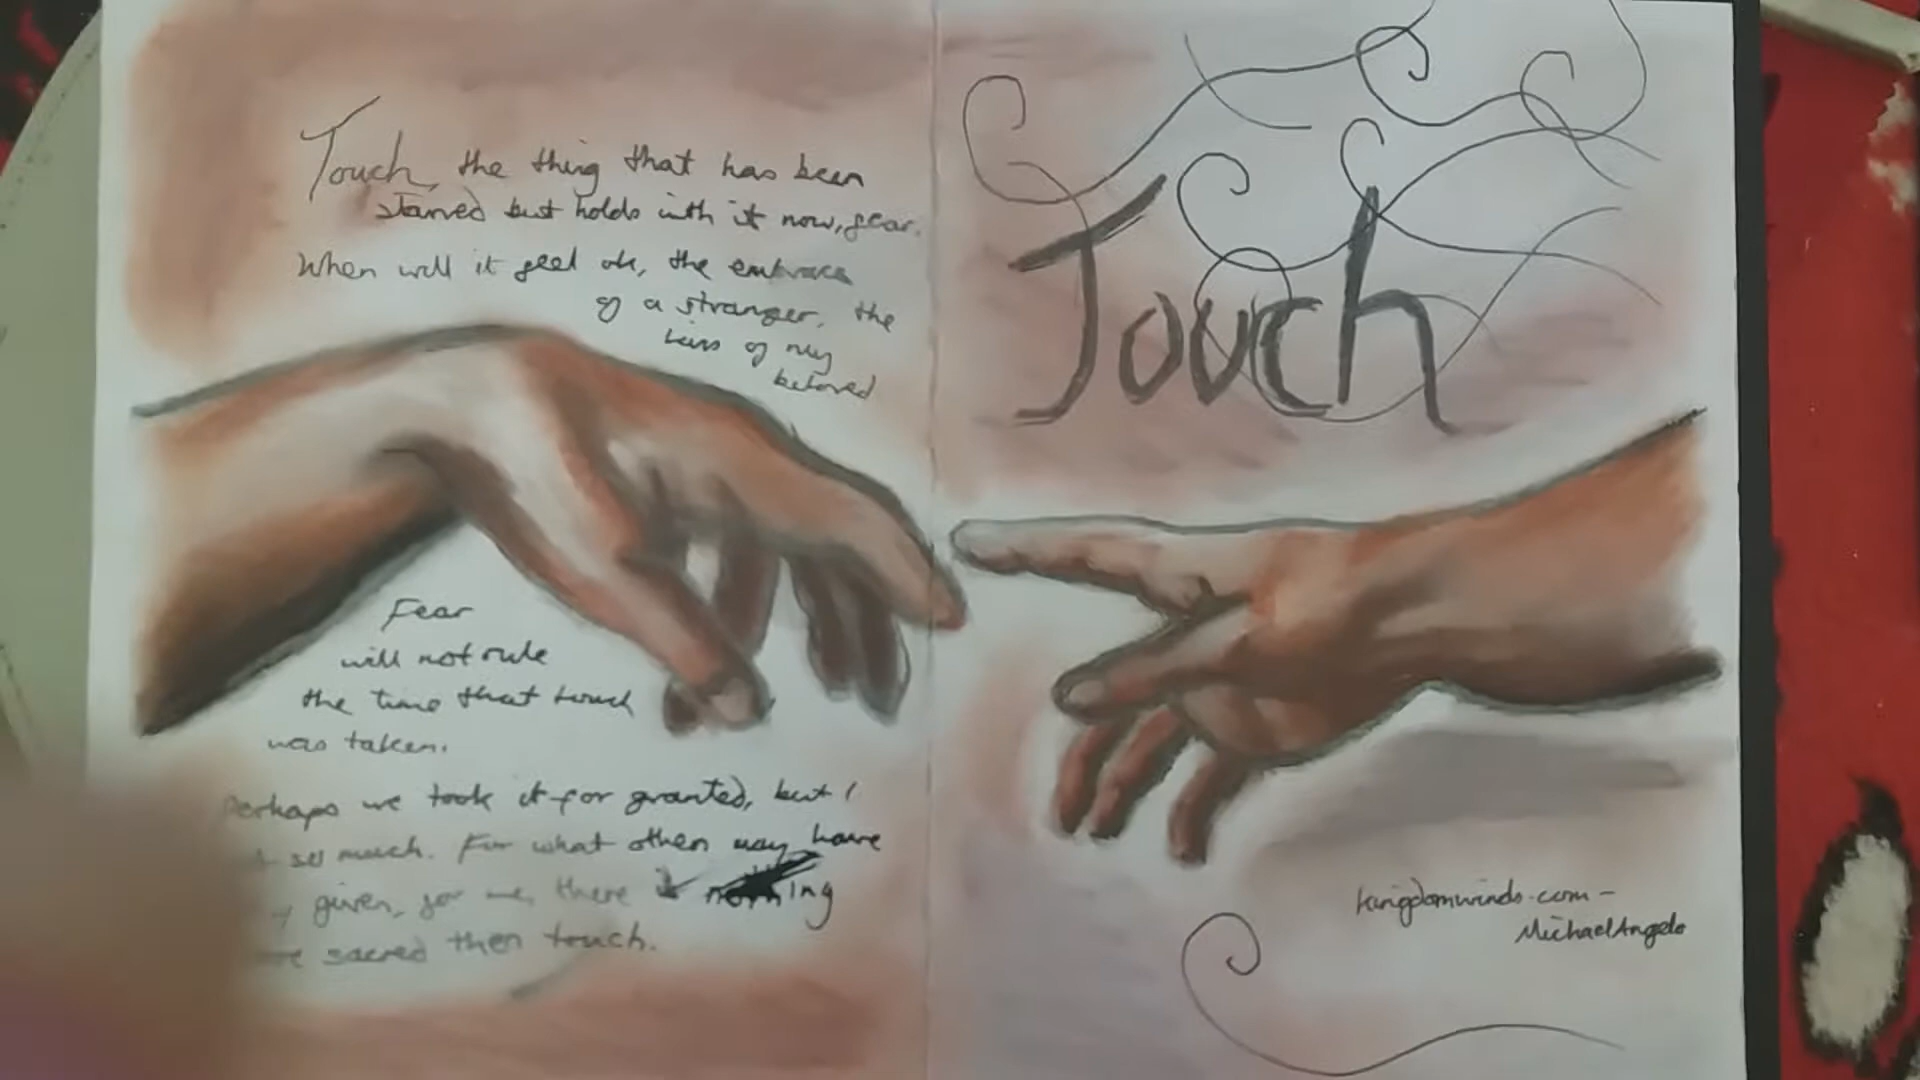 Touch, the thing that has been
starved but holds with it now, fear.
When will it feel ok, the embrace
of a stranger, the
kiss of my
beloved
Fear
will not rule
the time that touch
was taken.
Perhaps we took it for granted, but I
so much. For what others may have
given, for me, there is nothing
sacred then touch.
Touch
kingdomwinds.com -
MichaelAngelo